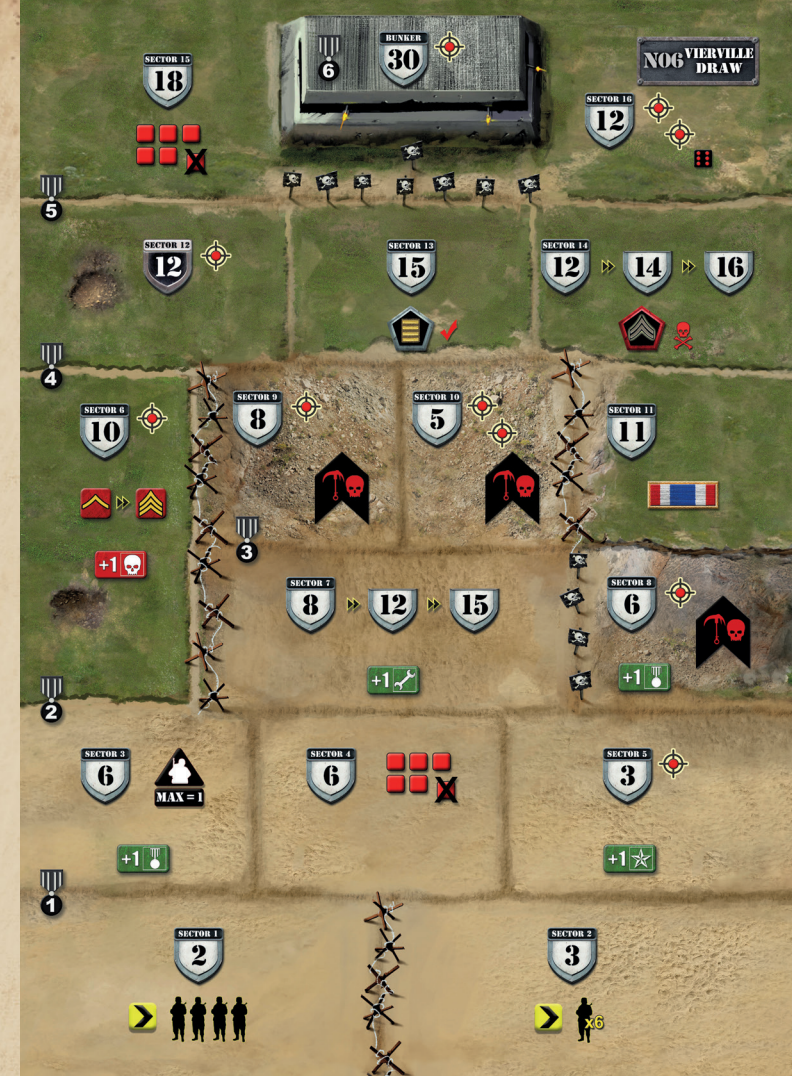 BUNKER
30
6
N06 VIERVILLE
DRAW
SECTOR 15
18
SECTOR 16
12
5
SECTOR 12
12
SECTOR 13
15
SECTOR 14
12 14 16
4
SECTOR 6
10
SECTOR 9
8
SECTOR 10
5
SECTOR 11
11
+1
3
SECTOR 7
8 12 15
+1
SECTOR 8
6
+1
2
SECTOR 3
6
MAX = 1
+1
SECTOR 4
6
SECTOR 5
3
+1
1
SECTOR 1
2
SECTOR 2
3
x6